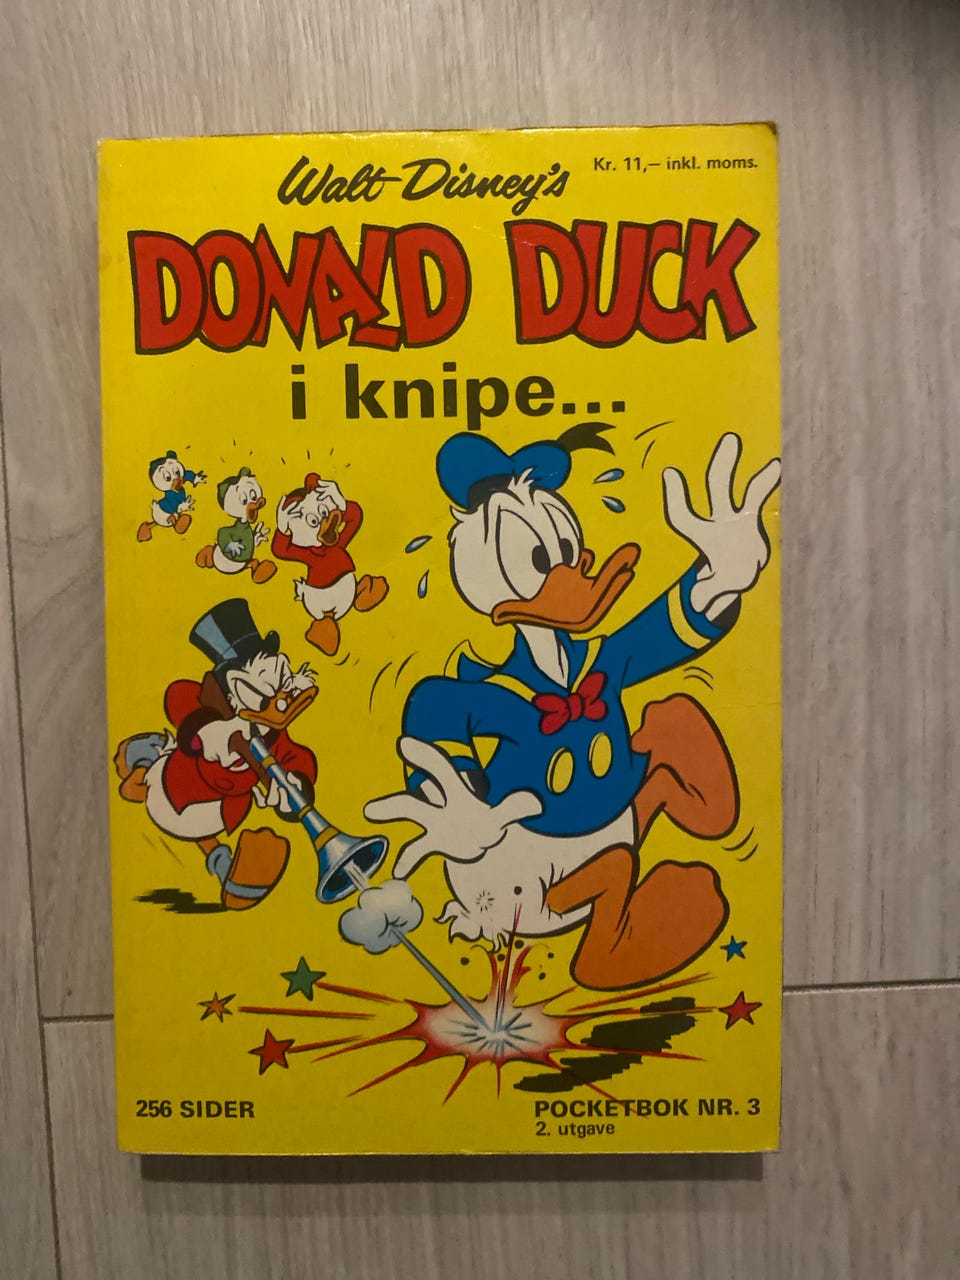 Walt Disney's
Kr. 11,– inkl. moms.
DONALD DUCK
i knipe...
256 SIDER
POCKETBOK NR. 3
2. utgave